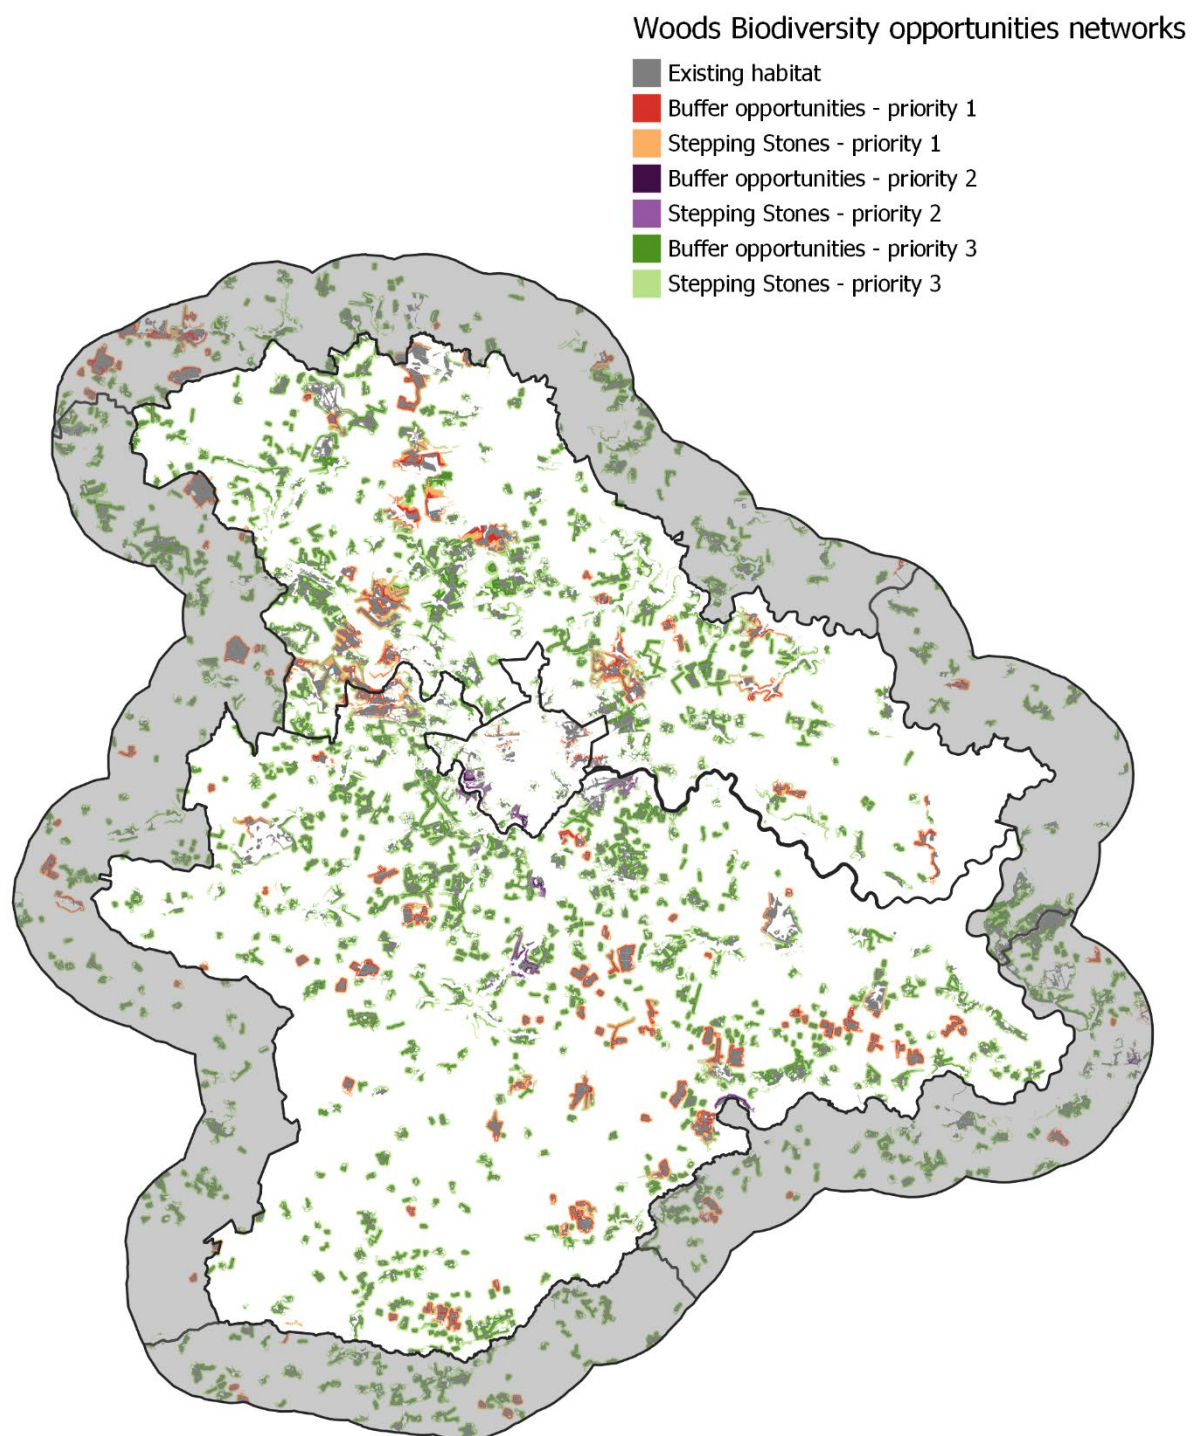 Woods Biodiversity opportunities networks
Existing habitat
Buffer opportunities - priority 1
Stepping Stones - priority 1
Buffer opportunities - priority 2
Stepping Stones - priority 2
Buffer opportunities - priority 3
Stepping Stones - priority 3